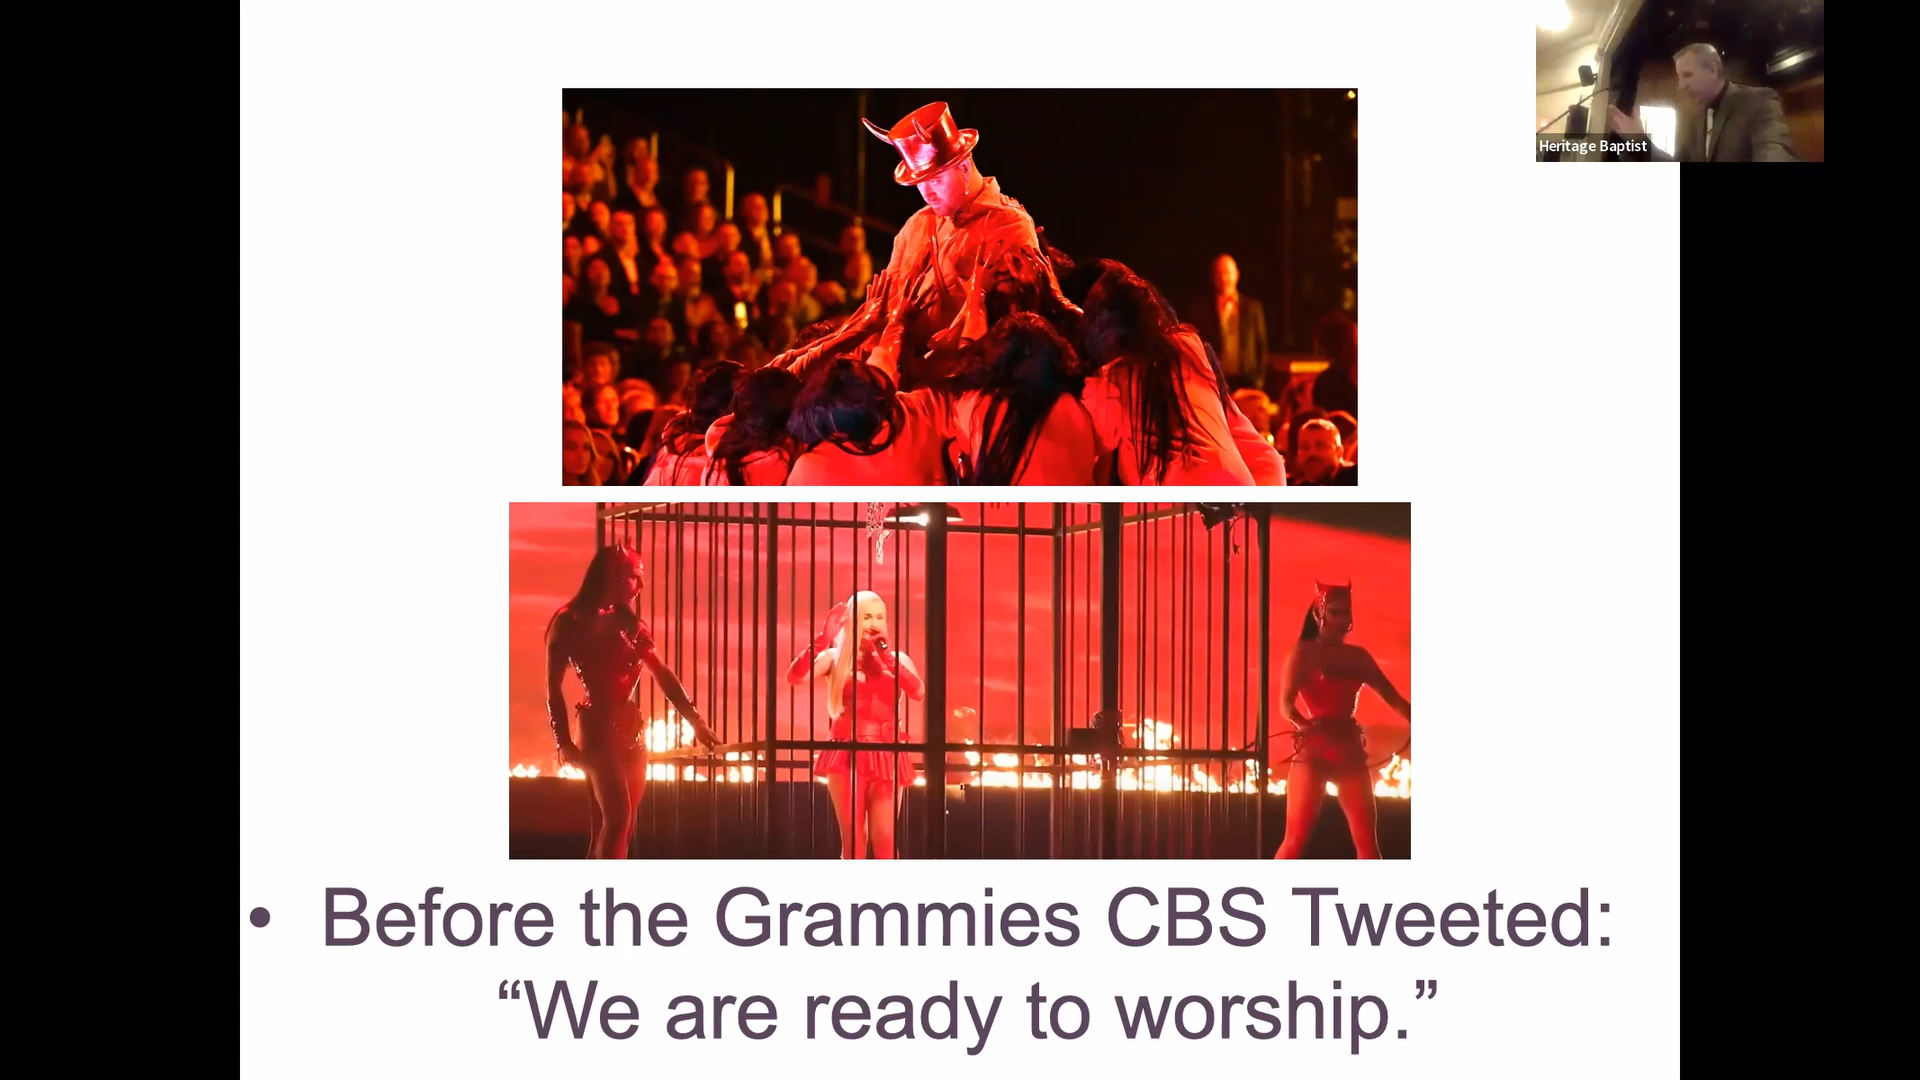 Heritage Baptist
• Before the Grammies CBS Tweeted:
“We are ready to worship.”